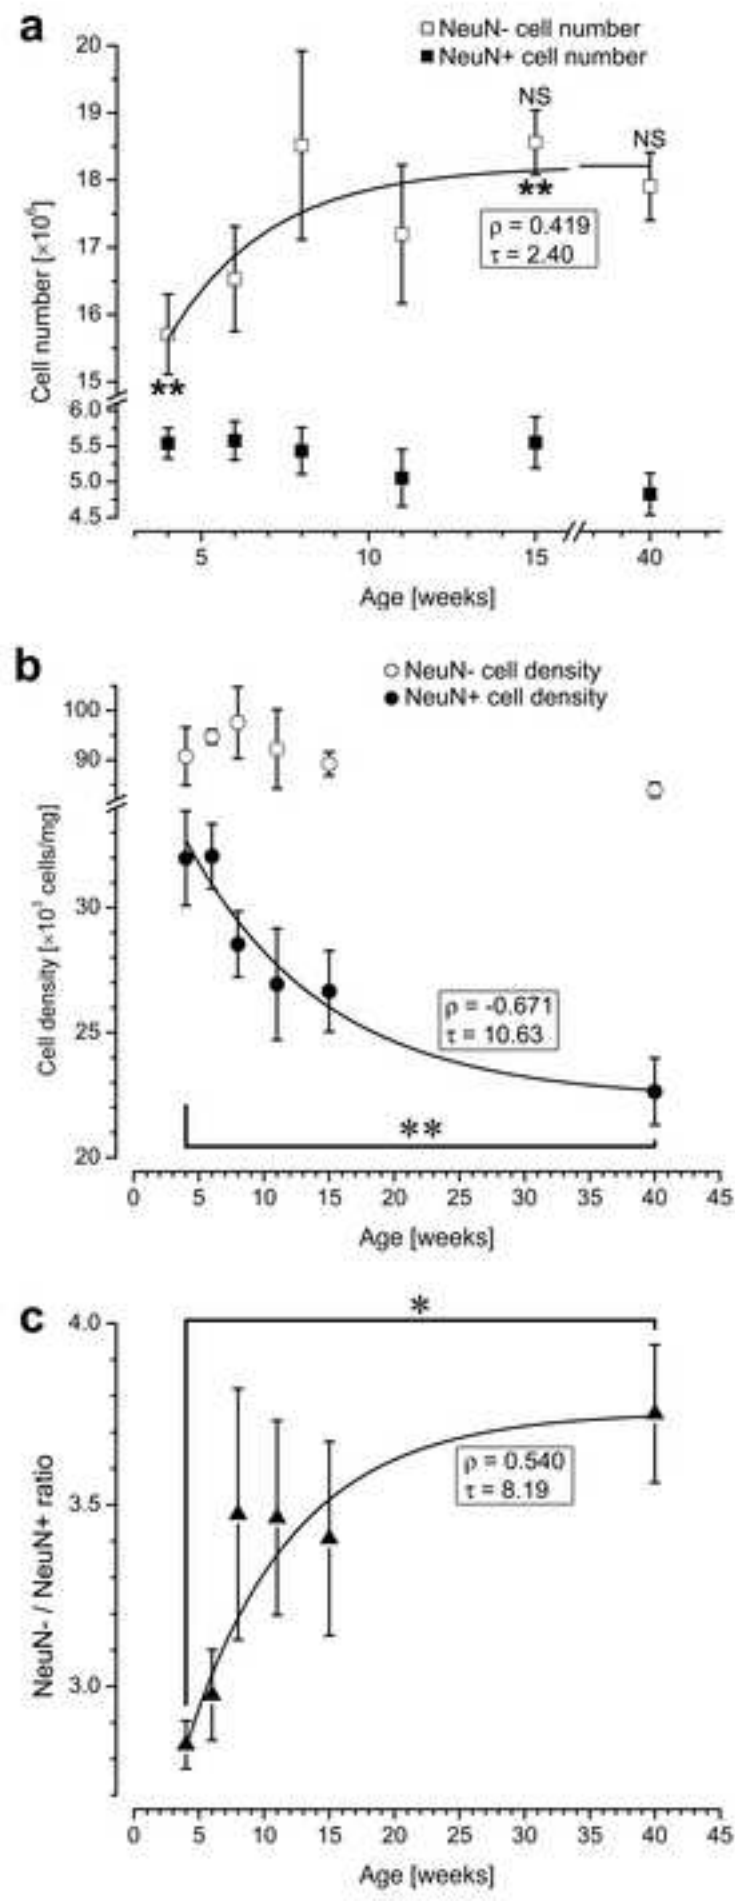 a
NeuN- cell number
NeuN+ cell number
20
19
18
17
16
15
6.0
5.5
5.0
4.5
Cell number [×10⁶]
NS
NS
**
**
ρ = 0.419
τ = 2.40
5 10 15 40
Age [weeks]
b
NeuN- cell density
NeuN+ cell density
100
90
30
25
20
Cell density [×10³ cells/mg]
ρ = -0.671
τ = 10.63
**
0 5 10 15 20 25 30 35 40 45
Age [weeks]
c
4.0
3.5
3.0
NeuN- / NeuN+ ratio
*
ρ = 0.540
τ = 8.19
0 5 10 15 20 25 30 35 40 45
Age [weeks]